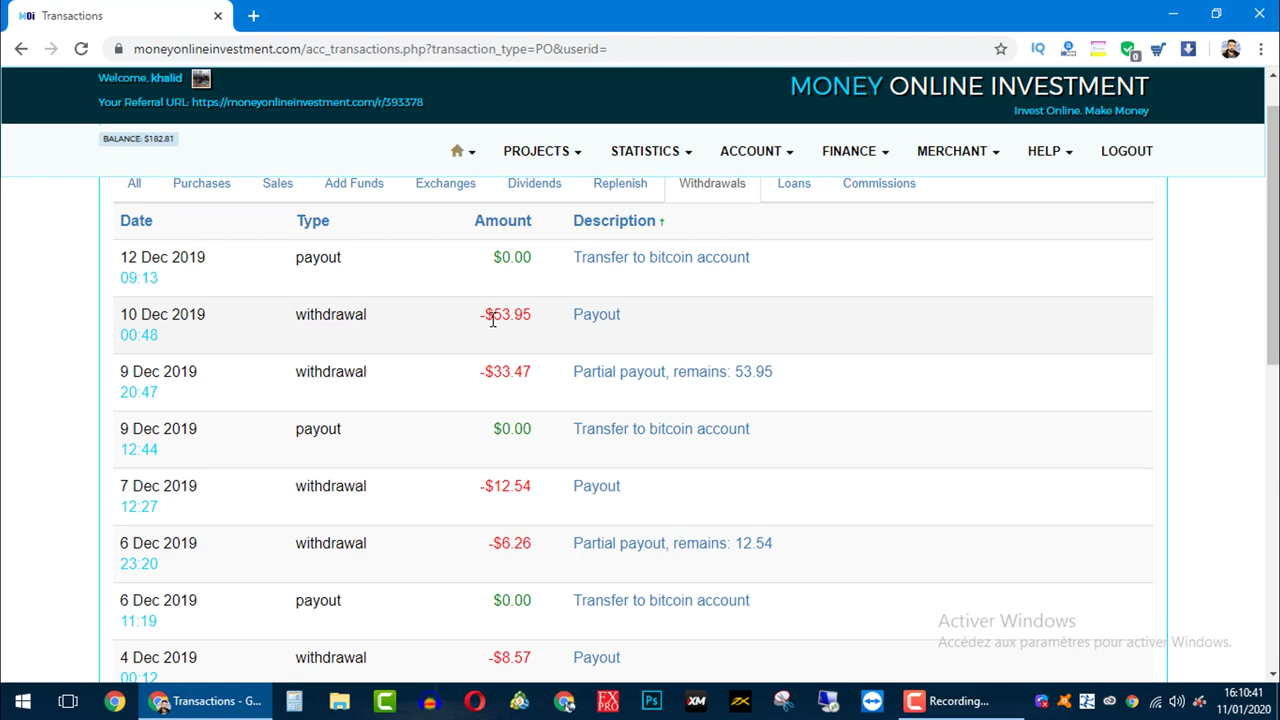 M0i Transactions
moneyonlineinvestment.com/acc_transactions.php?transaction_type=PO&userid=
Welcome, khalid
Your Referral URL: https://moneyonlineinvestment.com/r/393378
MONEY ONLINE INVESTMENT
Invest Online. Make Money
BALANCE: $182.81
PROJECTS STATISTICS ACCOUNT FINANCE MERCHANT HELP LOGOUT
All Purchases Sales Add Funds Exchanges Dividends Replenish Withdrawals Loans Commissions
Date Type Amount Description ↑
12 Dec 2019 payout $0.00 Transfer to bitcoin account
09:13
10 Dec 2019 withdrawal -$53.95 Payout
00:48
9 Dec 2019 withdrawal -$33.47 Partial payout, remains: 53.95
20:47
9 Dec 2019 payout $0.00 Transfer to bitcoin account
12:44
7 Dec 2019 withdrawal -$12.54 Payout
12:27
6 Dec 2019 withdrawal -$6.26 Partial payout, remains: 12.54
23:20
6 Dec 2019 payout $0.00 Transfer to bitcoin account
11:19
4 Dec 2019 withdrawal -$8.57 Payout
00:12
Activer Windows
Accédez aux paramètres pour activer Windows.
Transactions - G...
FX PRO
Ps
XM
Recording...
16:10:41
11/01/2020